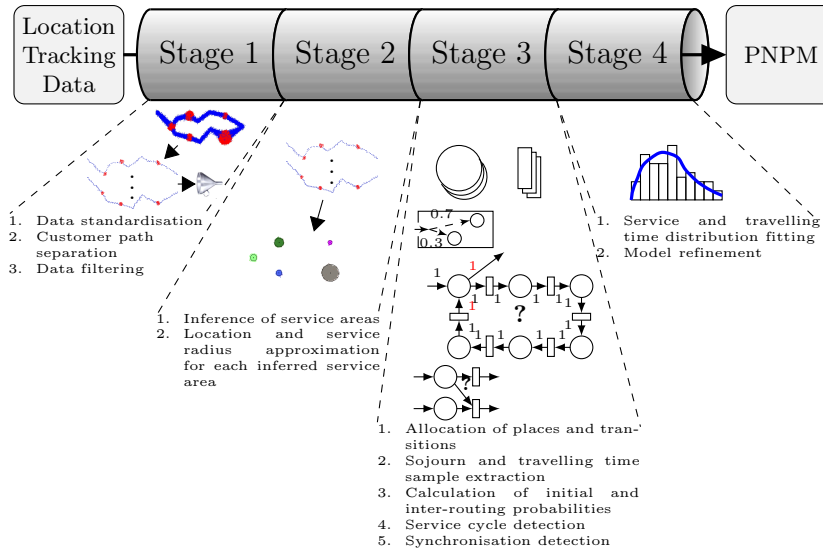 Location
Tracking
Data
Stage 1
Stage 2
Stage 3
Stage 4
PNPM
1. Data standardisation
2. Customer path
separation
3. Data filtering
1. Inference of service areas
2. Location and service
radius approximation
for each inferred service
area
0.7
0.3
1
1
1
1
1
1
1
1
?
1
1
1
1
1
1
1
1
?
1. Allocation of places and tran-
sitions
2. Sojourn and travelling time
sample extraction
3. Calculation of initial and
inter-routing probabilities
4. Service cycle detection
5. Synchronisation detection
1. Service and travelling
time distribution fitting
2. Model refinement